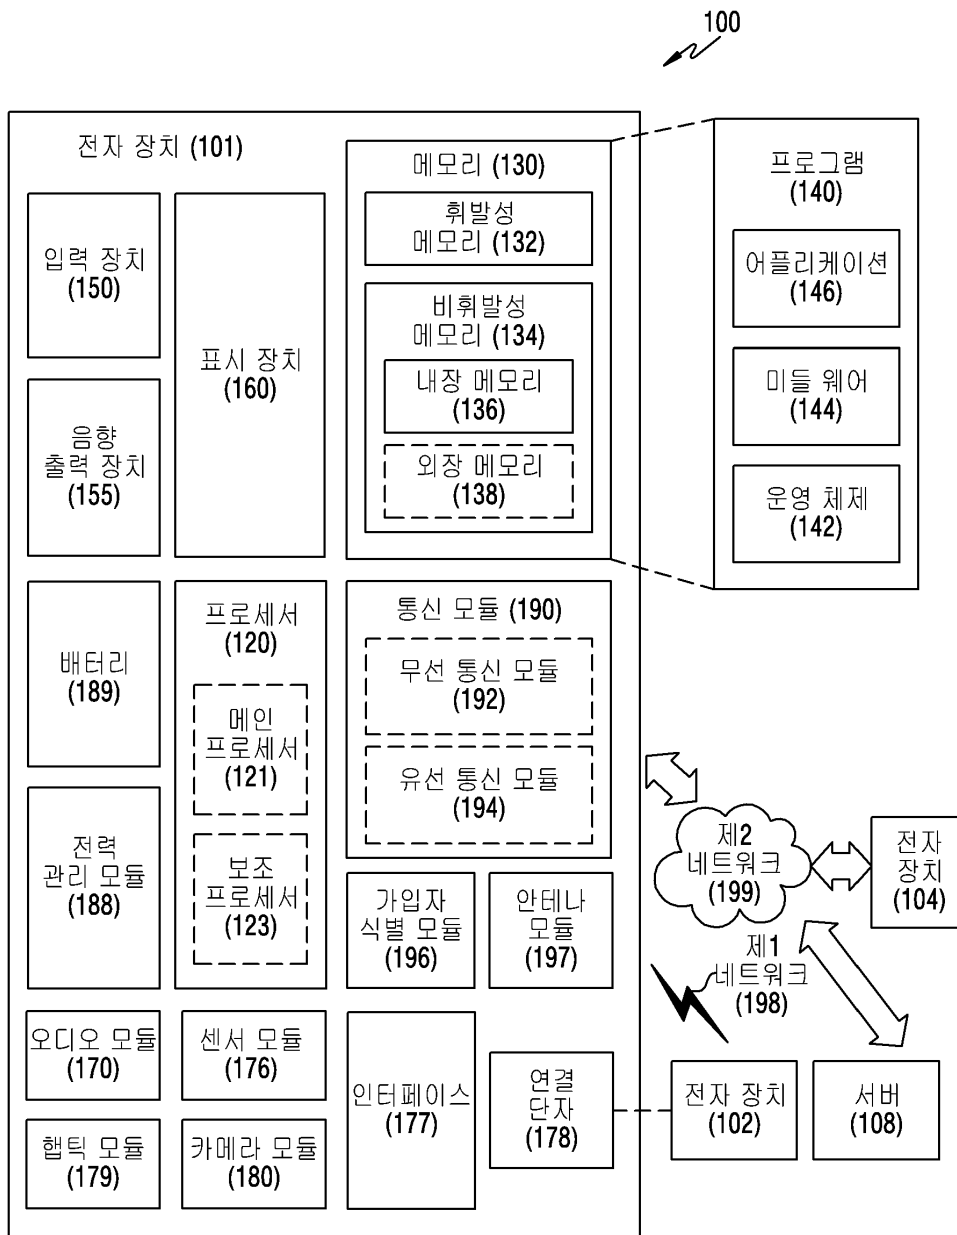 100
전자 장치 (101)
입력 장치
(150)
표시 장치
(160)
음향
출력 장치
(155)
메모리 (130)
휘발성
메모리 (132)
비휘발성
메모리 (134)
내장 메모리
(136)
외장 메모리
(138)
프로그램
(140)
어플리케이션
(146)
미들 웨어
(144)
운영 체제
(142)
배터리
(189)
전력
관리 모듈
(188)
프로세서
(120)
메인
프로세서
(121)
보조
프로세서
(123)
통신 모듈 (190)
무선 통신 모듈
(192)
유선 통신 모듈
(194)
가입자
식별 모듈
(196)
안테나
모듈
(197)
제2
네트워크
(199)
전자
장치
(104)
제1
네트워크
(198)
오디오 모듈
(170)
센서 모듈
(176)
햅틱 모듈
(179)
카메라 모듈
(180)
인터페이스
(177)
연결
단자
(178)
전자 장치
(102)
서버
(108)